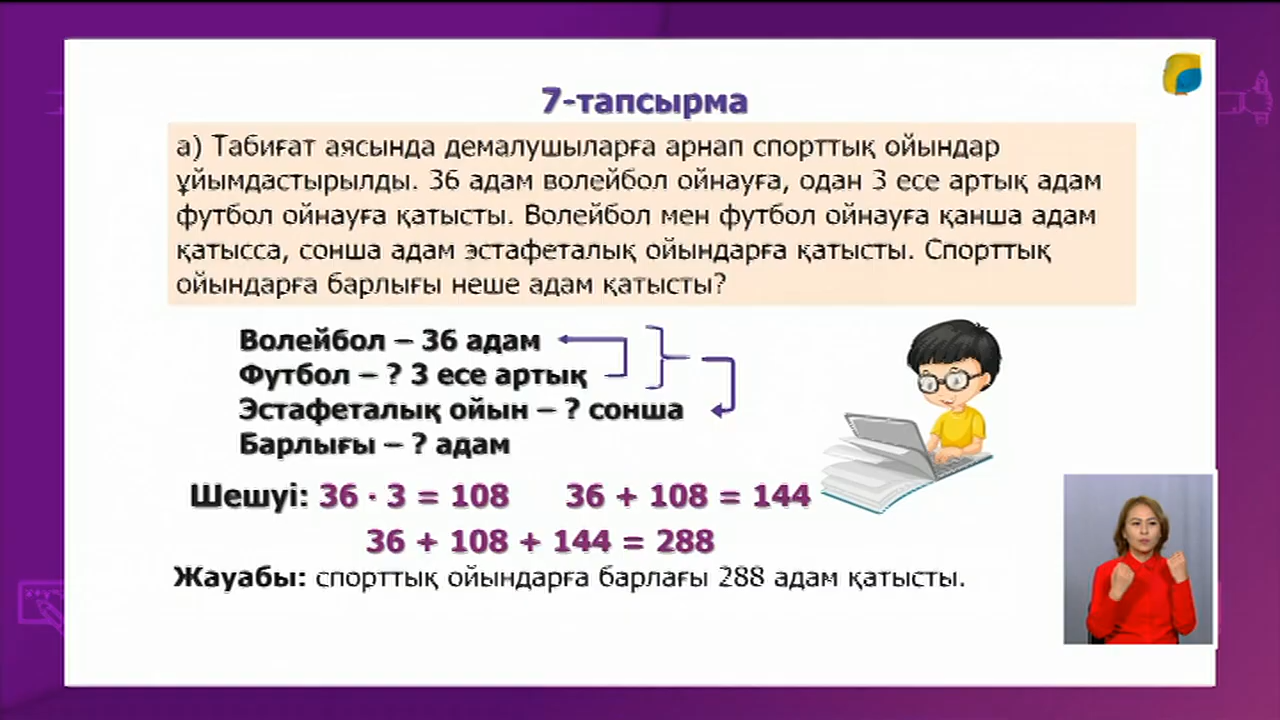 7-тапсырма
а) Табиғат аясында демалушыларға арнап спорттық ойындар
ұйымдастырылды. 36 адам волейбол ойнауға, одан 3 есе артық адам
футбол ойнауға қатысты. Волейбол мен футбол ойнауға қанша адам
қатысса, сонша адам эстафеталық ойындарға қатысты. Спорттық
ойындарға барлығы неше адам қатысты?
Волейбол – 36 адам
Футбол – ? 3 есе артық
Эстафеталық ойын – ? сонша
Барлығы – ? адам
Шешуі: 36 · 3 = 108 36 + 108 = 144
36 + 108 + 144 = 288
Жауабы: спорттық ойындарға барлағы 288 адам қатысты.